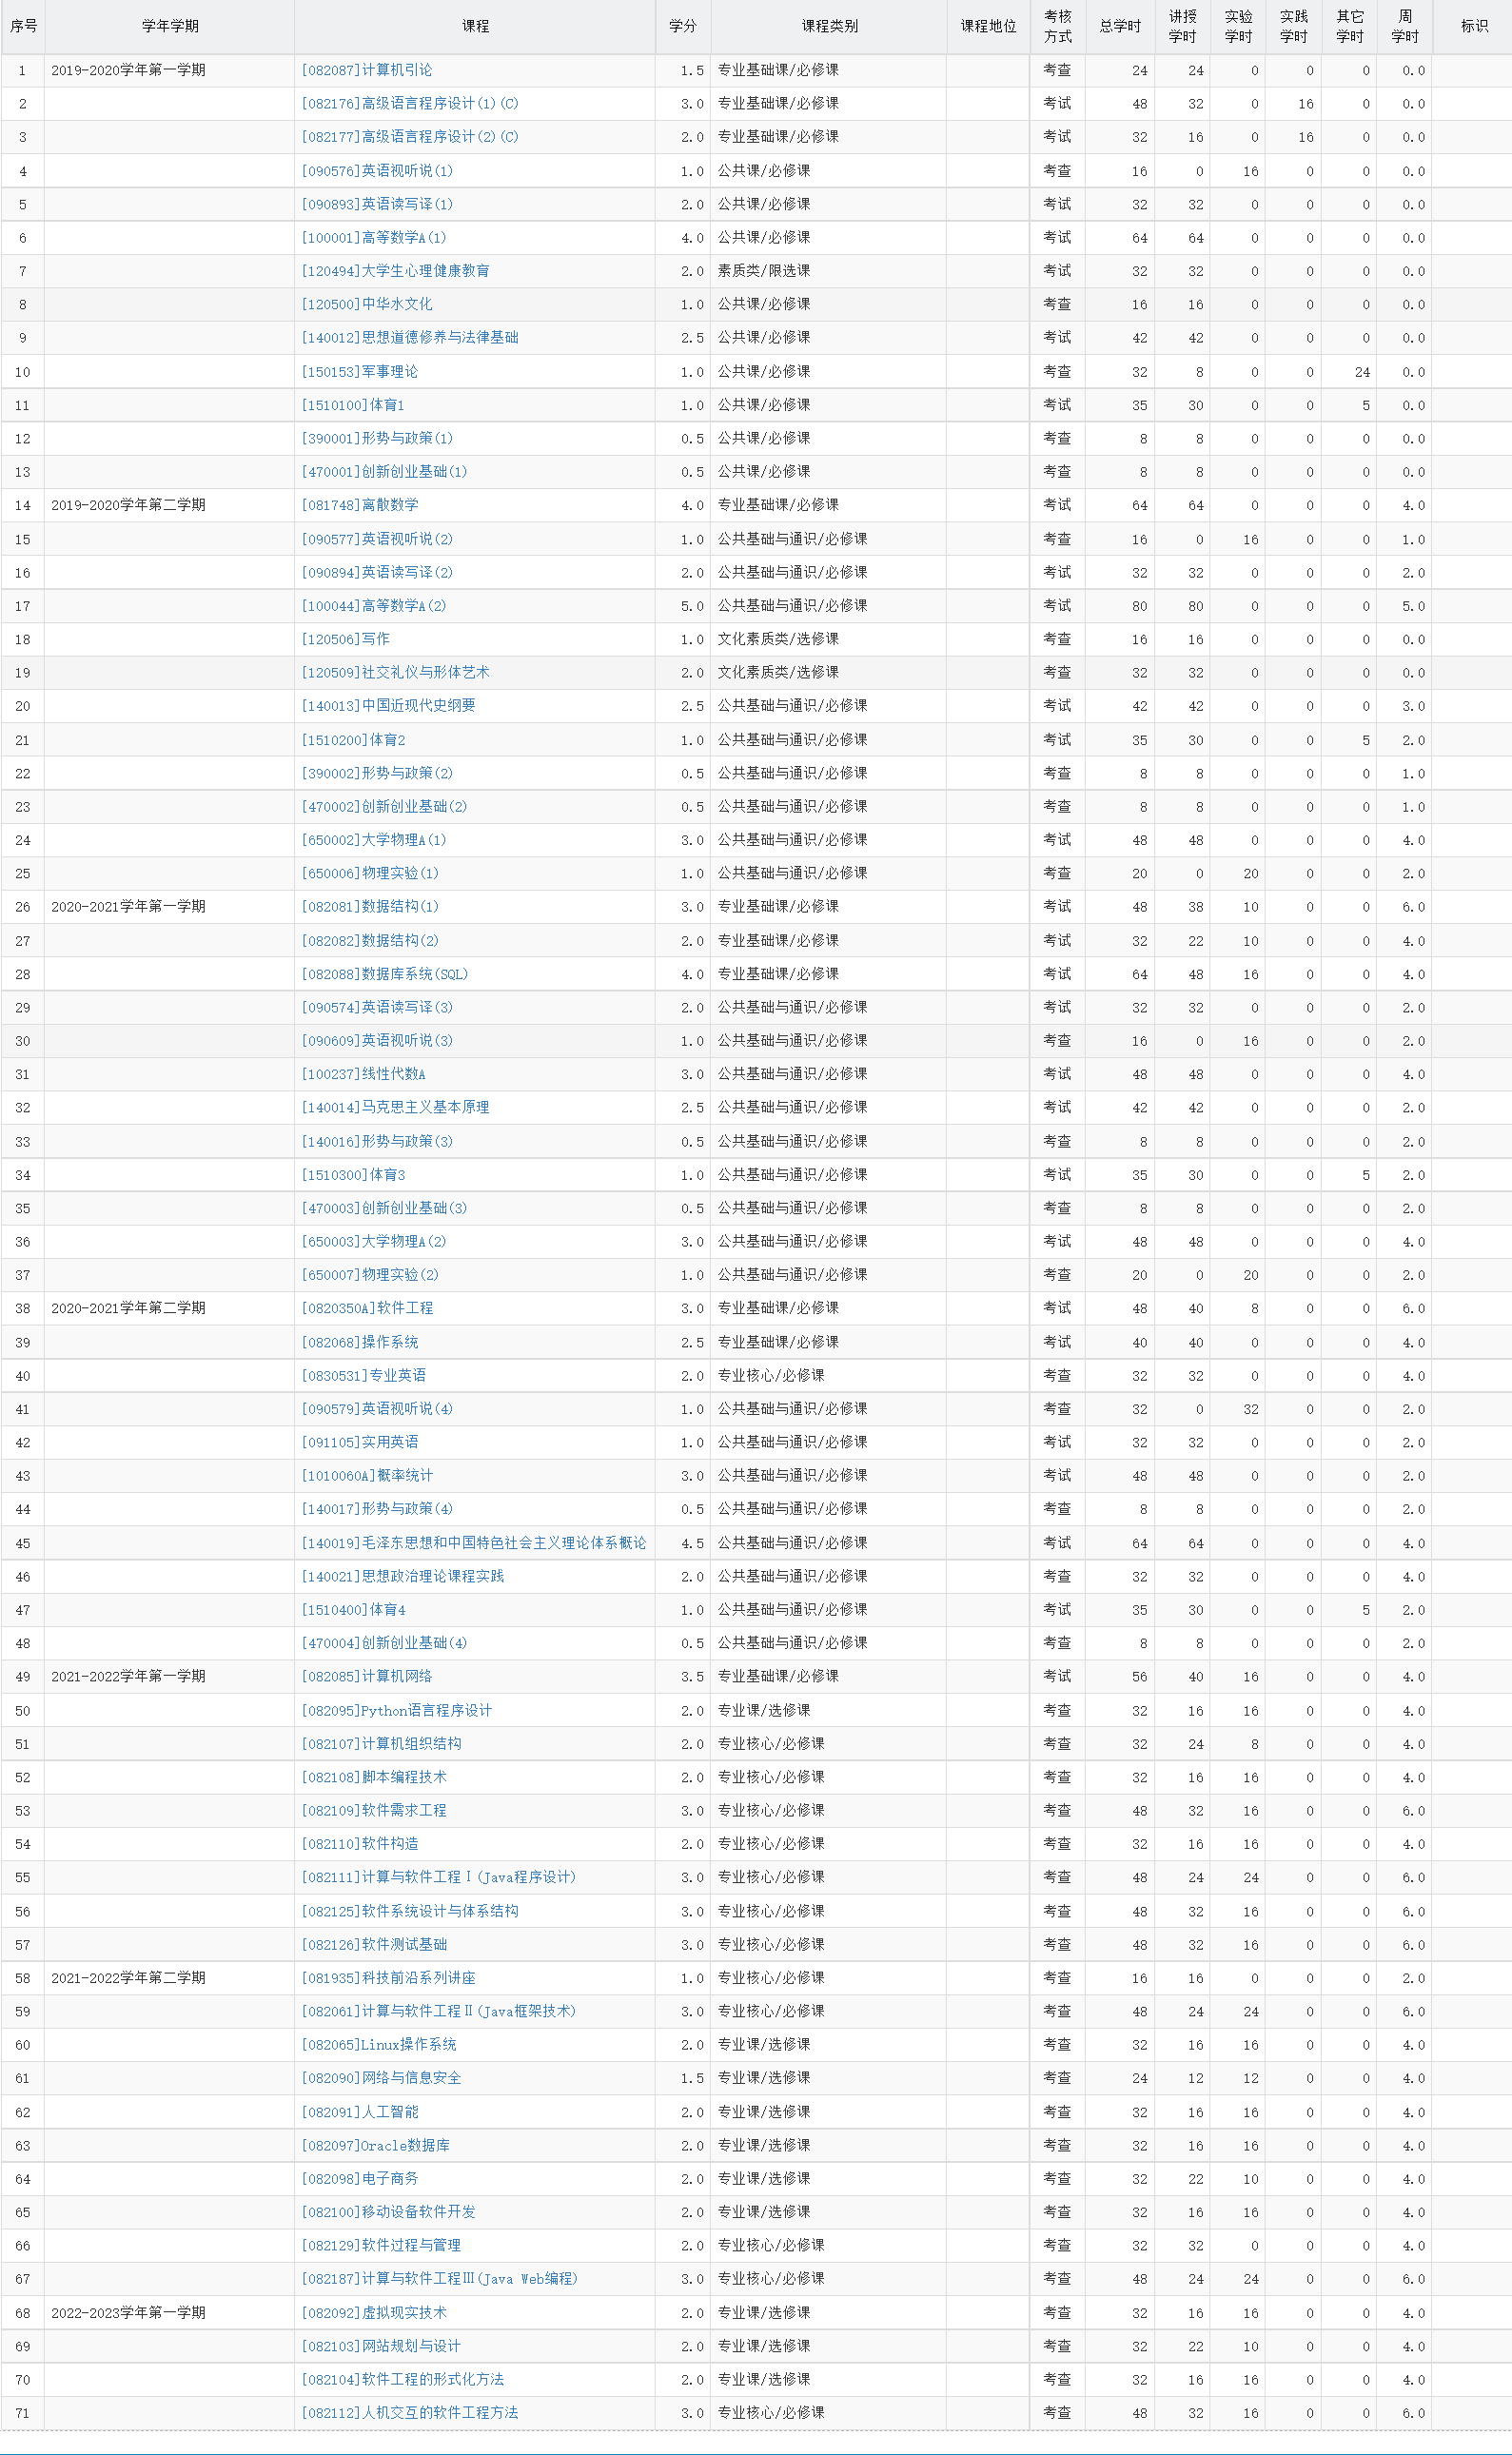 序号 学年学期 课程 学分 课程类别 课程地位 考核方式 总学时 讲授学时 实验学时 实践学时 其它学时 周学时 标识
1 2019-2020学年第一学期 [082087]计算机引论 1.5 专业基础课/必修课 考查 24 24 0 0 0 0.0
2 [082176]高级语言程序设计(1)(C) 3.0 专业基础课/必修课 考试 48 32 0 16 0 0.0
3 [082177]高级语言程序设计(2)(C) 2.0 专业基础课/必修课 考试 32 16 0 16 0 0.0
4 [090576]英语视听说(1) 1.0 公共课/必修课 考查 16 0 16 0 0 0.0
5 [090893]英语读写译(1) 2.0 公共课/必修课 考试 32 32 0 0 0 0.0
6 [100001]高等数学A(1) 4.0 公共课/必修课 考试 64 64 0 0 0 0.0
7 [120494]大学生心理健康教育 2.0 素质类/限选课 考试 32 32 0 0 0 0.0
8 [120500]中华水文化 1.0 公共课/必修课 考查 16 16 0 0 0 0.0
9 [140012]思想道德修养与法律基础 2.5 公共课/必修课 考试 42 42 0 0 0 0.0
10 [150153]军事理论 1.0 公共课/必修课 考查 32 8 0 0 24 0.0
11 [1510100]体育1 1.0 公共课/必修课 考试 35 30 0 0 5 0.0
12 [390001]形势与政策(1) 0.5 公共课/必修课 考查 8 8 0 0 0 0.0
13 [470001]创新创业基础(1) 0.5 公共课/必修课 考查 8 8 0 0 0 0.0
14 2019-2020学年第二学期 [081748]离散数学 4.0 专业基础课/必修课 考试 64 64 0 0 0 4.0
15 [090577]英语视听说(2) 1.0 公共基础与通识/必修课 考查 16 0 16 0 0 1.0
16 [090894]英语读写译(2) 2.0 公共基础与通识/必修课 考试 32 32 0 0 0 2.0
17 [100044]高等数学A(2) 5.0 公共基础与通识/必修课 考试 80 80 0 0 0 5.0
18 [120506]写作 1.0 文化素质类/选修课 考查 16 16 0 0 0 0.0
19 [120509]社交礼仪与形体艺术 2.0 文化素质类/选修课 考查 32 32 0 0 0 0.0
20 [140013]中国近现代史纲要 2.5 公共基础与通识/必修课 考试 42 42 0 0 0 3.0
21 [1510200]体育2 1.0 公共基础与通识/必修课 考试 35 30 0 0 5 2.0
22 [390002]形势与政策(2) 0.5 公共基础与通识/必修课 考查 8 8 0 0 0 1.0
23 [470002]创新创业基础(2) 0.5 公共基础与通识/必修课 考查 8 8 0 0 0 1.0
24 [650002]大学物理A(1) 3.0 公共基础与通识/必修课 考试 48 48 0 0 0 4.0
25 [650006]物理实验(1) 1.0 公共基础与通识/必修课 考查 20 0 20 0 0 2.0
26 2020-2021学年第一学期 [082081]数据结构(1) 3.0 专业基础课/必修课 考试 48 38 10 0 0 6.0
27 [082082]数据结构(2) 2.0 专业基础课/必修课 考试 32 22 10 0 0 4.0
28 [082088]数据库系统(SQL) 4.0 专业基础课/必修课 考试 64 48 16 0 0 4.0
29 [090574]英语读写译(3) 2.0 公共基础与通识/必修课 考试 32 32 0 0 0 2.0
30 [090609]英语视听说(3) 1.0 公共基础与通识/必修课 考查 16 0 16 0 0 2.0
31 [100237]线性代数A 3.0 公共基础与通识/必修课 考试 48 48 0 0 0 4.0
32 [140014]马克思主义基本原理 2.5 公共基础与通识/必修课 考试 42 42 0 0 0 2.0
33 [140016]形势与政策(3) 0.5 公共基础与通识/必修课 考查 8 8 0 0 0 2.0
34 [1510300]体育3 1.0 公共基础与通识/必修课 考试 35 30 0 0 5 2.0
35 [470003]创新创业基础(3) 0.5 公共基础与通识/必修课 考查 8 8 0 0 0 2.0
36 [650003]大学物理A(2) 3.0 公共基础与通识/必修课 考试 48 48 0 0 0 4.0
37 [650007]物理实验(2) 1.0 公共基础与通识/必修课 考查 20 0 20 0 0 2.0
38 2020-2021学年第二学期 [0820350A]软件工程 3.0 专业基础课/必修课 考试 48 40 8 0 0 6.0
39 [082068]操作系统 2.5 专业基础课/必修课 考试 40 40 0 0 0 4.0
40 [0830531]专业英语 2.0 专业核心/必修课 考查 32 32 0 0 0 4.0
41 [090579]英语视听说(4) 1.0 公共基础与通识/必修课 考查 32 0 32 0 0 2.0
42 [091105]实用英语 1.0 公共基础与通识/必修课 考试 32 32 0 0 0 2.0
43 [1010060A]概率统计 3.0 公共基础与通识/必修课 考试 48 48 0 0 0 2.0
44 [140017]形势与政策(4) 0.5 公共基础与通识/必修课 考查 8 8 0 0 0 2.0
45 [140019]毛泽东思想和中国特色社会主义理论体系概论 4.5 公共基础与通识/必修课 考试 64 64 0 0 0 4.0
46 [140021]思想政治理论课程实践 2.0 公共基础与通识/必修课 考查 32 32 0 0 0 4.0
47 [1510400]体育4 1.0 公共基础与通识/必修课 考试 35 30 0 0 5 2.0
48 [470004]创新创业基础(4) 0.5 公共基础与通识/必修课 考查 8 8 0 0 0 2.0
49 2021-2022学年第一学期 [082085]计算机网络 3.5 专业基础课/必修课 考试 56 40 16 0 0 4.0
50 [082095]Python语言程序设计 2.0 专业课/选修课 考查 32 16 16 0 0 4.0
51 [082107]计算机组织结构 2.0 专业核心/必修课 考查 32 24 8 0 0 4.0
52 [082108]脚本编程技术 2.0 专业核心/必修课 考查 32 16 16 0 0 4.0
53 [082109]软件需求工程 3.0 专业核心/必修课 考查 48 32 16 0 0 6.0
54 [082110]软件构造 2.0 专业核心/必修课 考查 32 16 16 0 0 4.0
55 [082111]计算与软件工程Ⅰ(Java程序设计) 3.0 专业核心/必修课 考查 48 24 24 0 0 6.0
56 [082125]软件系统设计与体系结构 3.0 专业核心/必修课 考查 48 32 16 0 0 6.0
57 [082126]软件测试基础 3.0 专业核心/必修课 考查 48 32 16 0 0 6.0
58 2021-2022学年第二学期 [081935]科技前沿系列讲座 1.0 专业核心/必修课 考查 16 16 0 0 0 2.0
59 [082061]计算与软件工程Ⅱ(Java框架技术) 3.0 专业核心/必修课 考查 48 24 24 0 0 6.0
60 [082065]Linux操作系统 2.0 专业课/选修课 考查 32 16 16 0 0 4.0
61 [082090]网络与信息安全 1.5 专业课/选修课 考查 24 12 12 0 0 4.0
62 [082091]人工智能 2.0 专业课/选修课 考查 32 16 16 0 0 4.0
63 [082097]Oracle数据库 2.0 专业课/选修课 考查 32 16 16 0 0 4.0
64 [082098]电子商务 2.0 专业课/选修课 考查 32 22 10 0 0 4.0
65 [082100]移动设备软件开发 2.0 专业课/选修课 考查 32 16 16 0 0 4.0
66 [082129]软件过程与管理 2.0 专业核心/必修课 考查 32 32 0 0 0 4.0
67 [082187]计算与软件工程Ⅲ(Java Web编程) 3.0 专业核心/必修课 考查 48 24 24 0 0 6.0
68 2022-2023学年第一学期 [082092]虚拟现实技术 2.0 专业课/选修课 考查 32 16 16 0 0 4.0
69 [082103]网站规划与设计 2.0 专业课/选修课 考查 32 22 10 0 0 4.0
70 [082104]软件工程的形式化方法 2.0 专业课/选修课 考查 32 16 16 0 0 4.0
71 [082112]人机交互的软件工程方法 3.0 专业核心/必修课 考查 48 32 16 0 0 6.0